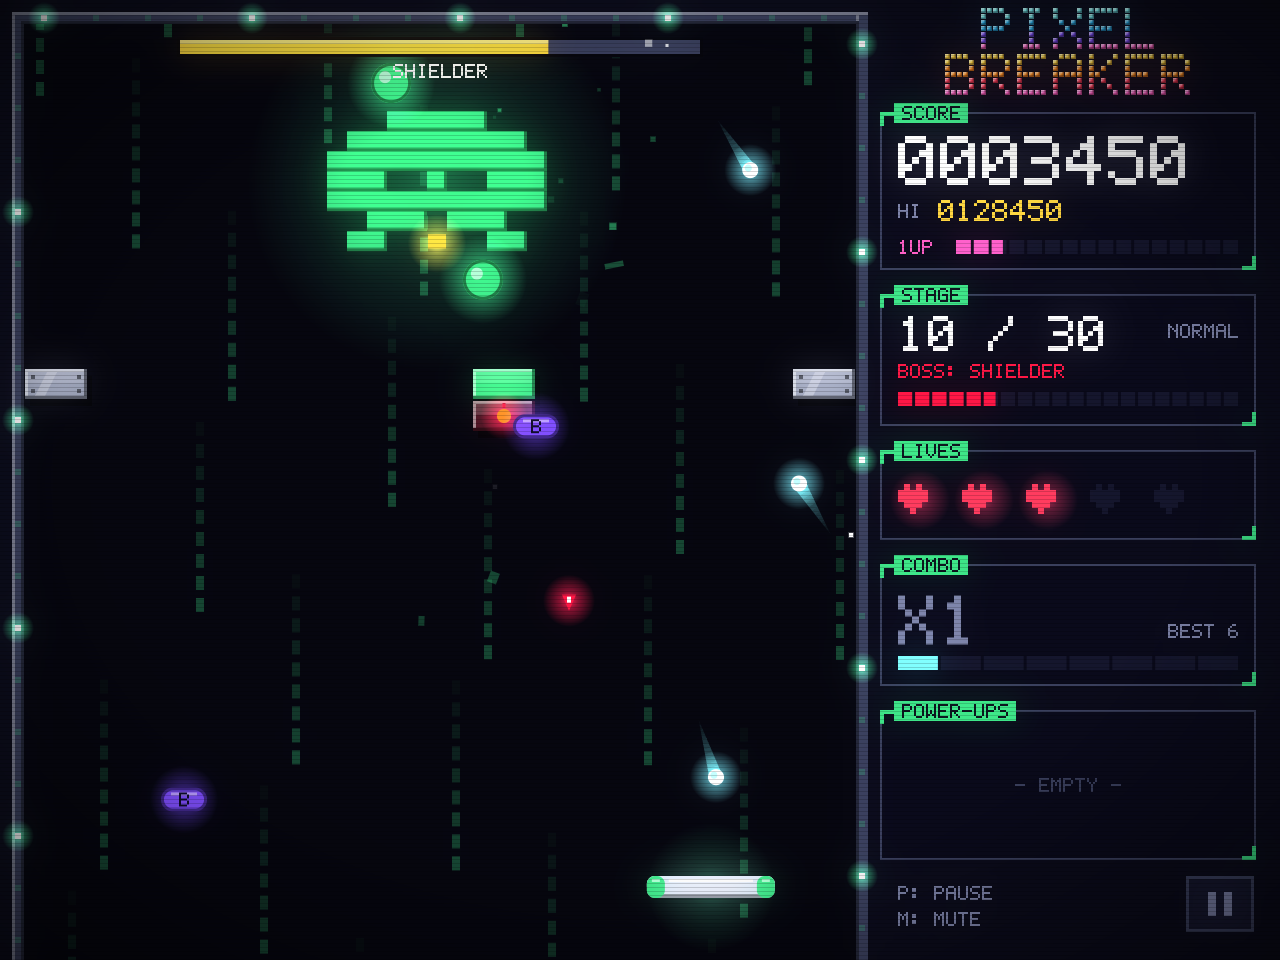 SHIELDER
B
B
PIXEL
BREAKER
SCORE
0003450
HI 0128450
1UP
STAGE
10 / 30 NORMAL
BOSS: SHIELDER
LIVES
COMBO
X1 BEST 6
POWER-UPS
- EMPTY -
P: PAUSE
M: MUTE